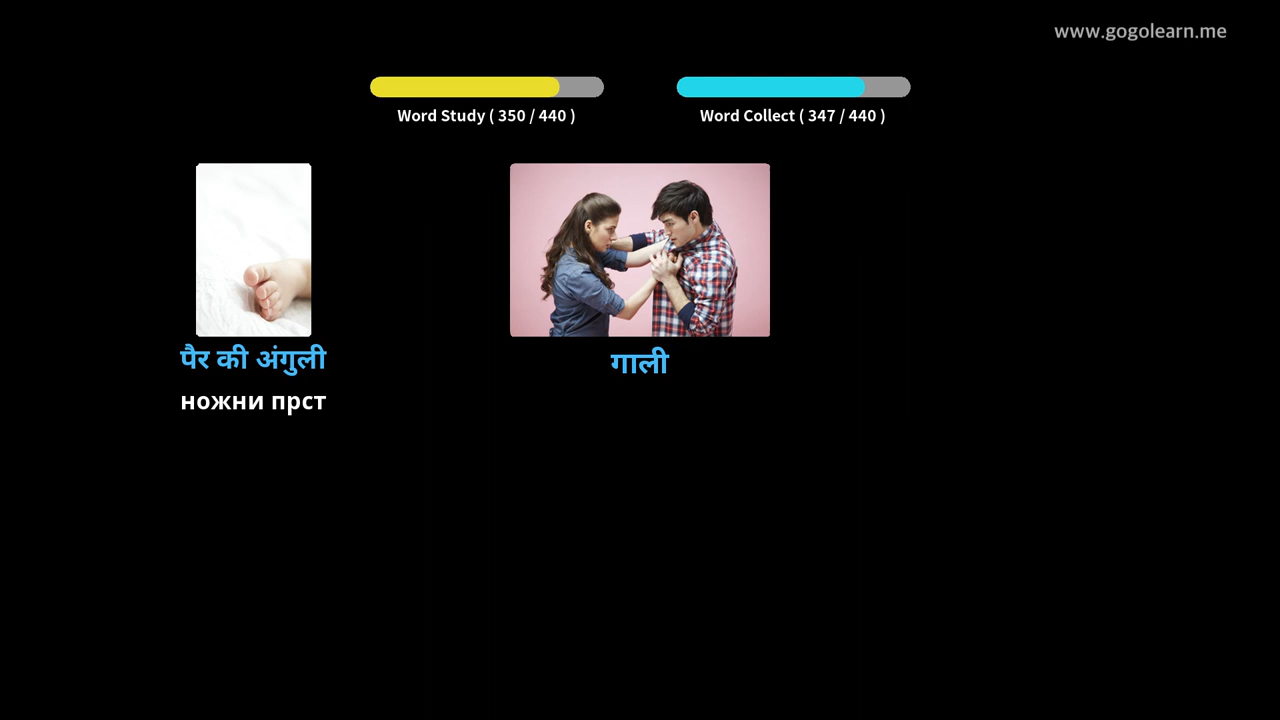 www.gogolearn.me
Word Study ( 350 / 440 )
Word Collect ( 347 / 440 )
पैर की अंगुली
ножни прст
गाली